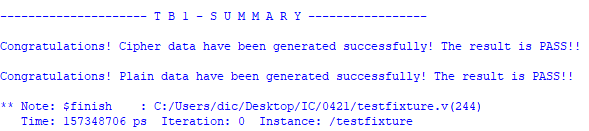 --------------------- T B 1 - S U M M A R Y -----------------
Congratulations! Cipher data have been generated successfully! The result is PASS!!
Congratulations! Plain data have been generated successfully! The result is PASS!!
** Note: $finish    : C:/Users/dic/Desktop/IC/0421/testfixture.v(244)
   Time: 157348706 ps  Iteration: 0  Instance: /testfixture